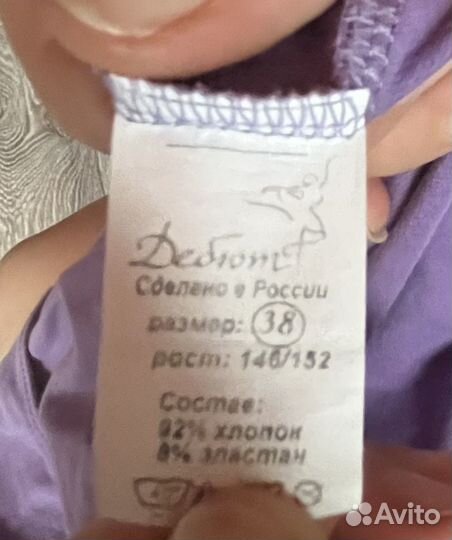 Дебют
Сделано в России
размер: 38
рост: 146/152
Состав:
92% хлопок
8% эластан
Avito